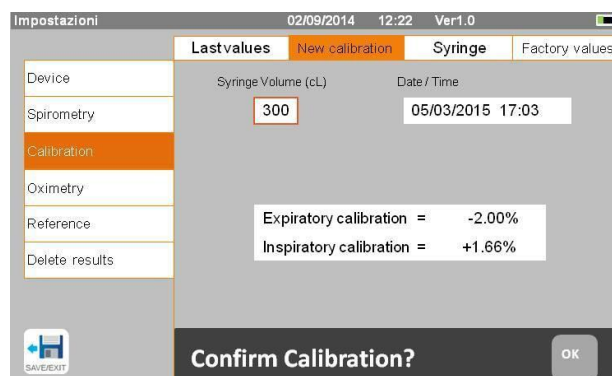 Impostazioni 02/09/2014 12:22 Ver1.0
Lastvalues New calibration Syringe Factory values
Device
Spirometry
Calibration
Oximetry
Reference
Delete results
Syringe Volume (cL) Date / Time
300 05/03/2015 17:03
Expiratory calibration = -2.00%
Inspiratory calibration = +1.66%
SAVE/EXIT
Confirm Calibration? OK